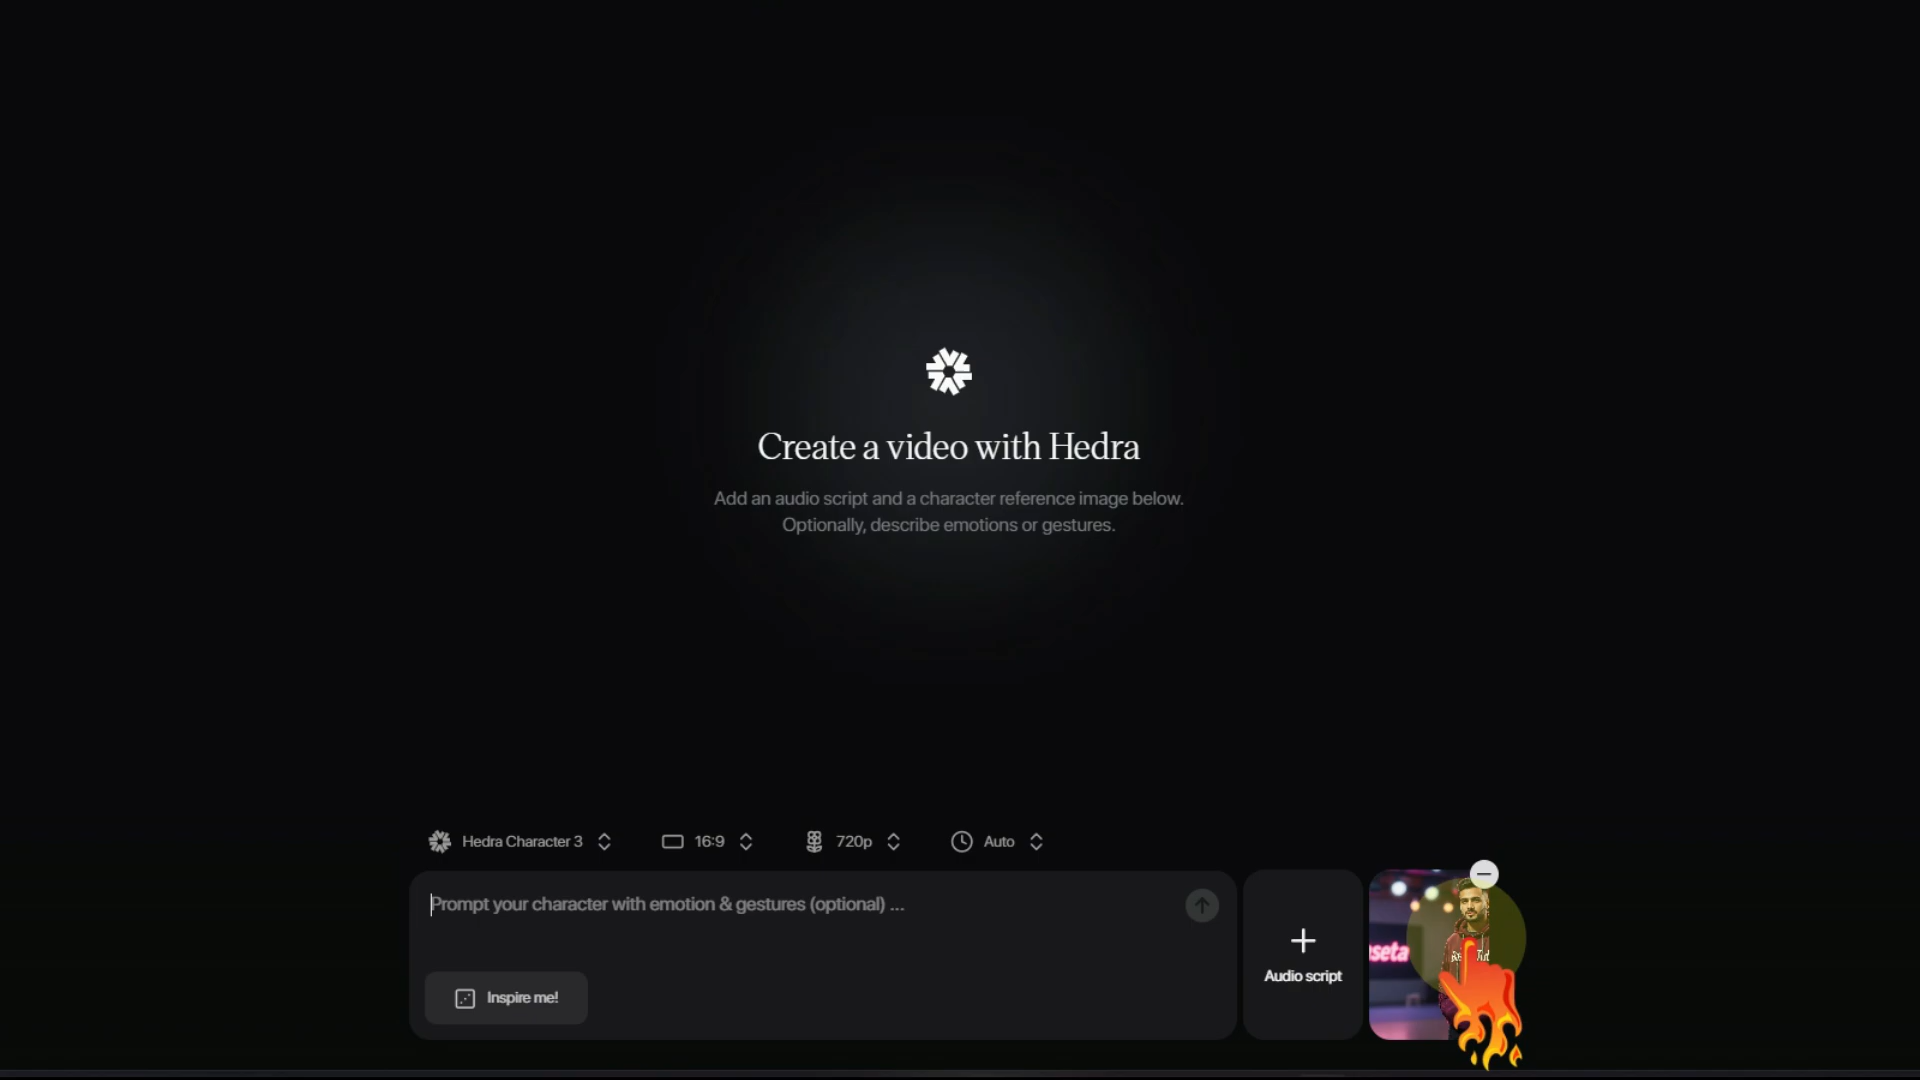 Create a video with Hedra
Add an audio script and a character reference image below.
Optionally, describe emotions or gestures.
Hedra Character 3
16:9
720p
Auto
Prompt your character with emotion & gestures (optional) ...
Inspire me!
Audio script
seta